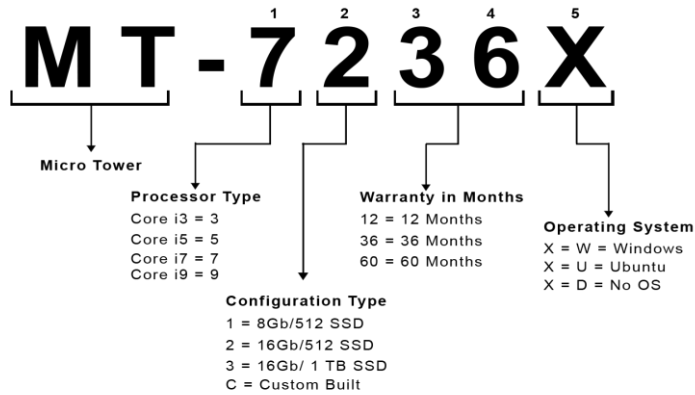 1 2 3 4 5
MT-7236X
Micro Tower
Processor Type
Core i3 = 3
Core i5 = 5
Core i7 = 7
Core i9 = 9
Configuration Type
1 = 8Gb/512 SSD
2 = 16Gb/512 SSD
3 = 16Gb/ 1 TB SSD
C = Custom Built
Warranty in Months
12 = 12 Months
36 = 36 Months
60 = 60 Months
Operating System
X = W = Windows
X = U = Ubuntu
X = D = No OS